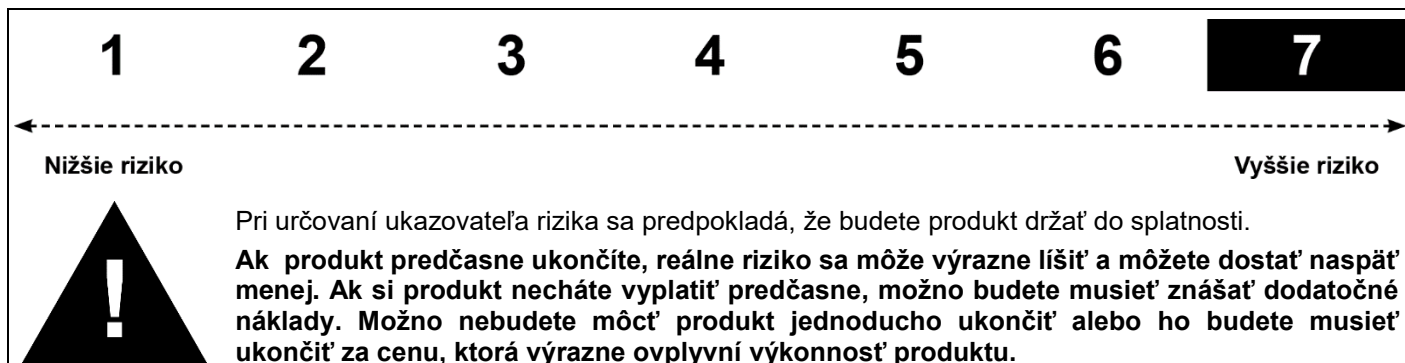 1 2 3 4 5 6 7
Nižšie riziko Vyššie riziko
!
Pri určovaní ukazovateľa rizika sa predpokladá, že budete produkt držať do splatnosti.
Ak produkt predčasne ukončíte, reálne riziko sa môže výrazne líšiť a môžete dostať naspäť
menej. Ak si produkt necháte vyplatiť predčasne, možno budete musieť znášať dodatočné
náklady. Možno nebudete môcť produkt jednoducho ukončiť alebo ho budete musieť
ukončiť za cenu, ktorá výrazne ovplyvní výkonnosť produktu.